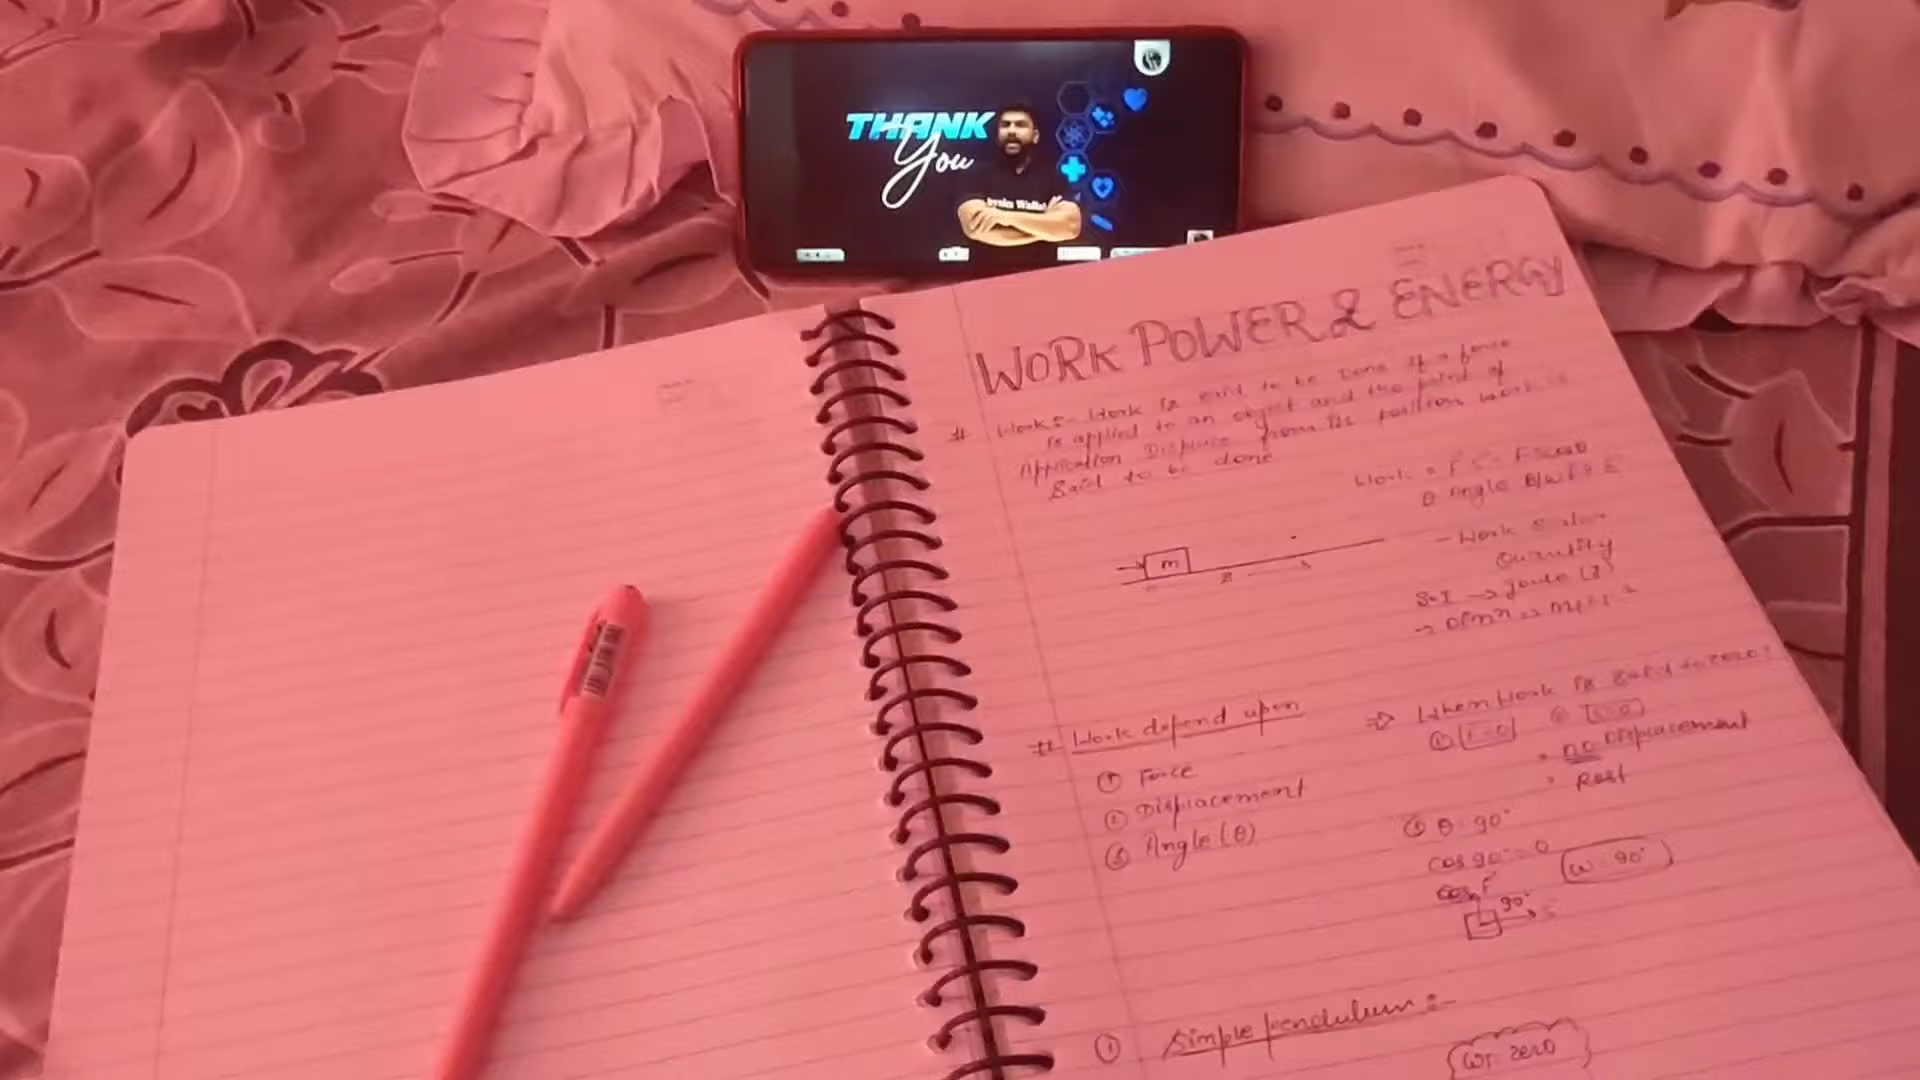 THANK
You
WORK POWER & ENERGY
# Work:- Work is said to be Done if a force
is applied to an object and the point of
Application Displace from its position work is
Said to be done
θ Angle B/w F &
m
- Work Scalar
Quantity
S.I → Joule (J)
# Work depend upon
① Force
② Displacement
③ Angle (θ)
⇒ When Work is Said to zero:
= no Displacement
= Rest
③ θ = 90°
cos 90° = 0
W = 90°
F
90°
① Simple pendulum:-
zero